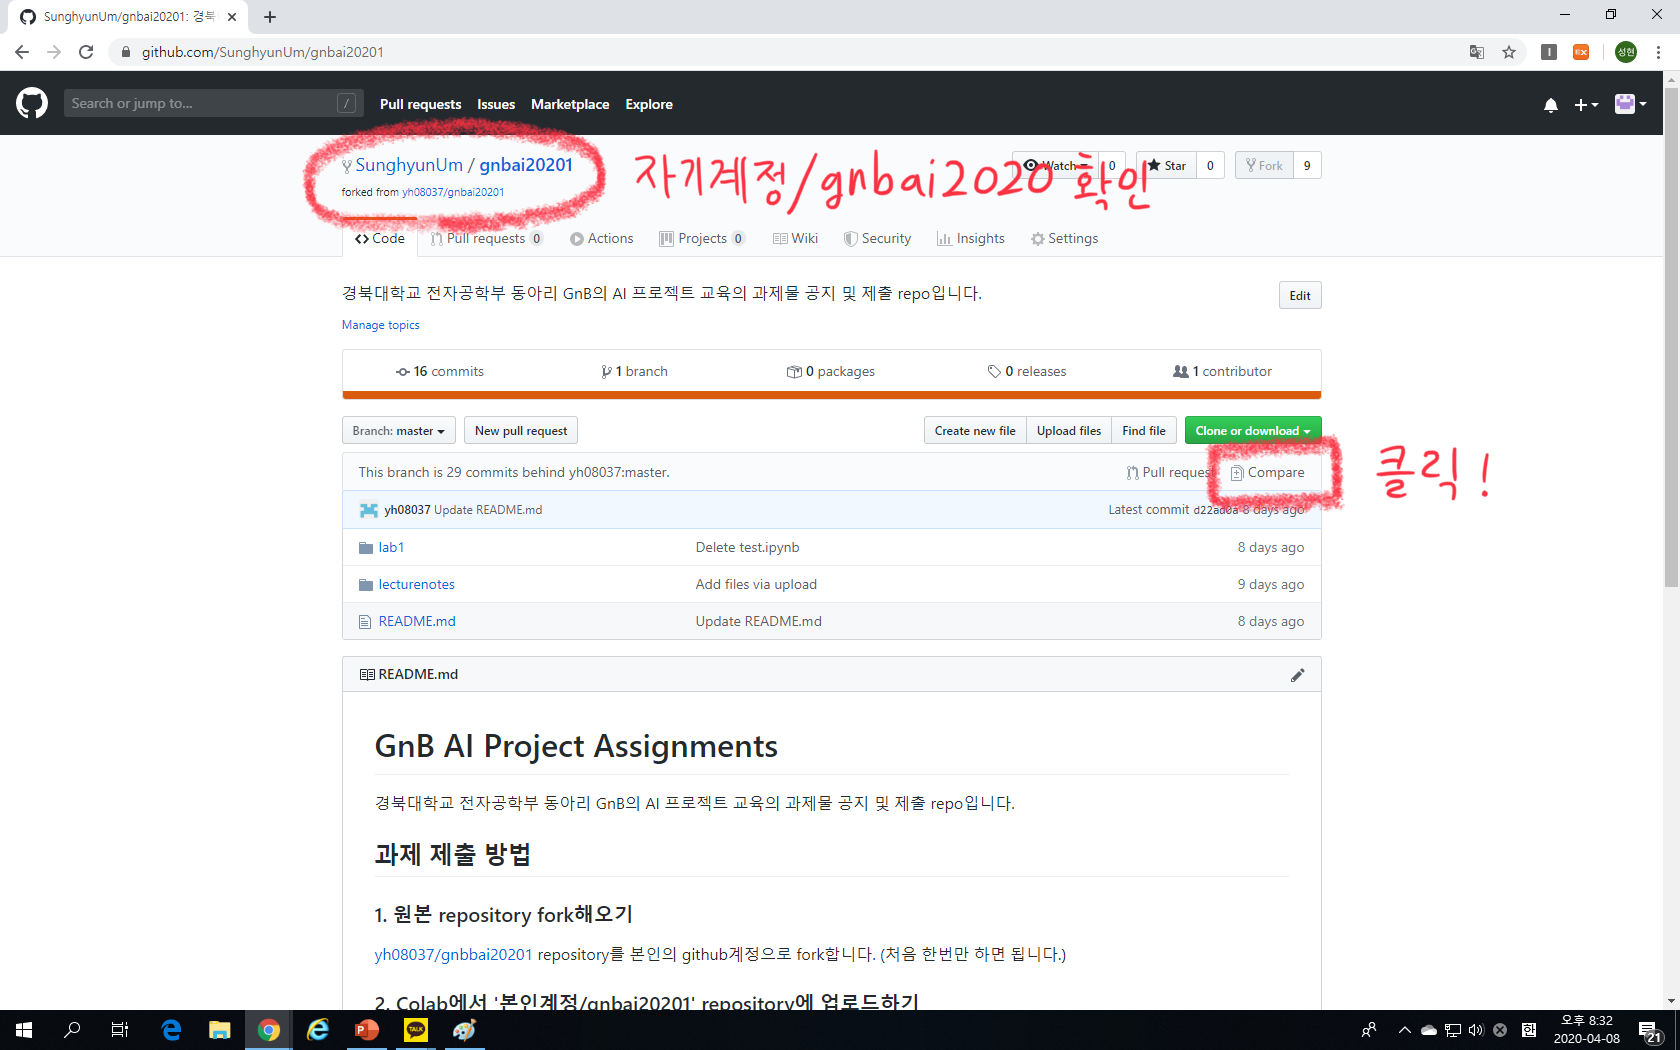 SunghyunUm/gnbai20201: 경북
github.com/SunghyunUm/gnbai20201
성현
Search or jump to... /
Pull requests Issues Marketplace Explore
SunghyunUm / gnbai20201
forked from yh08037/gnbai20201
자기계정/gnbai2020 확인
Watch 0 Star 0 Fork 9
Code Pull requests 0 Actions Projects 0 Wiki Security Insights Settings
경북대학교 전자공학부 동아리 GnB의 AI 프로젝트 교육의 과제물 공지 및 제출 repo입니다.
Edit
Manage topics
16 commits 1 branch 0 packages 0 releases 1 contributor
Branch: master New pull request Create new file Upload files Find file Clone or download
This branch is 29 commits behind yh08037:master. Pull request Compare
클릭!
yh08037 Update README.md Latest commit d22ad0a 8 days ago
lab1 Delete test.ipynb 8 days ago
lecturenotes Add files via upload 9 days ago
README.md Update README.md 8 days ago
README.md
GnB AI Project Assignments
경북대학교 전자공학부 동아리 GnB의 AI 프로젝트 교육의 과제물 공지 및 제출 repo입니다.
과제 제출 방법
1. 원본 repository fork해오기
yh08037/gnbbai20201 repository를 본인의 github계정으로 fork합니다. (처음 한번만 하면 됩니다.)
2. Colab에서 '본인계정/gnbai20201' repository에 업로드하기
TALK
한
오후 8:32
2020-04-08
21